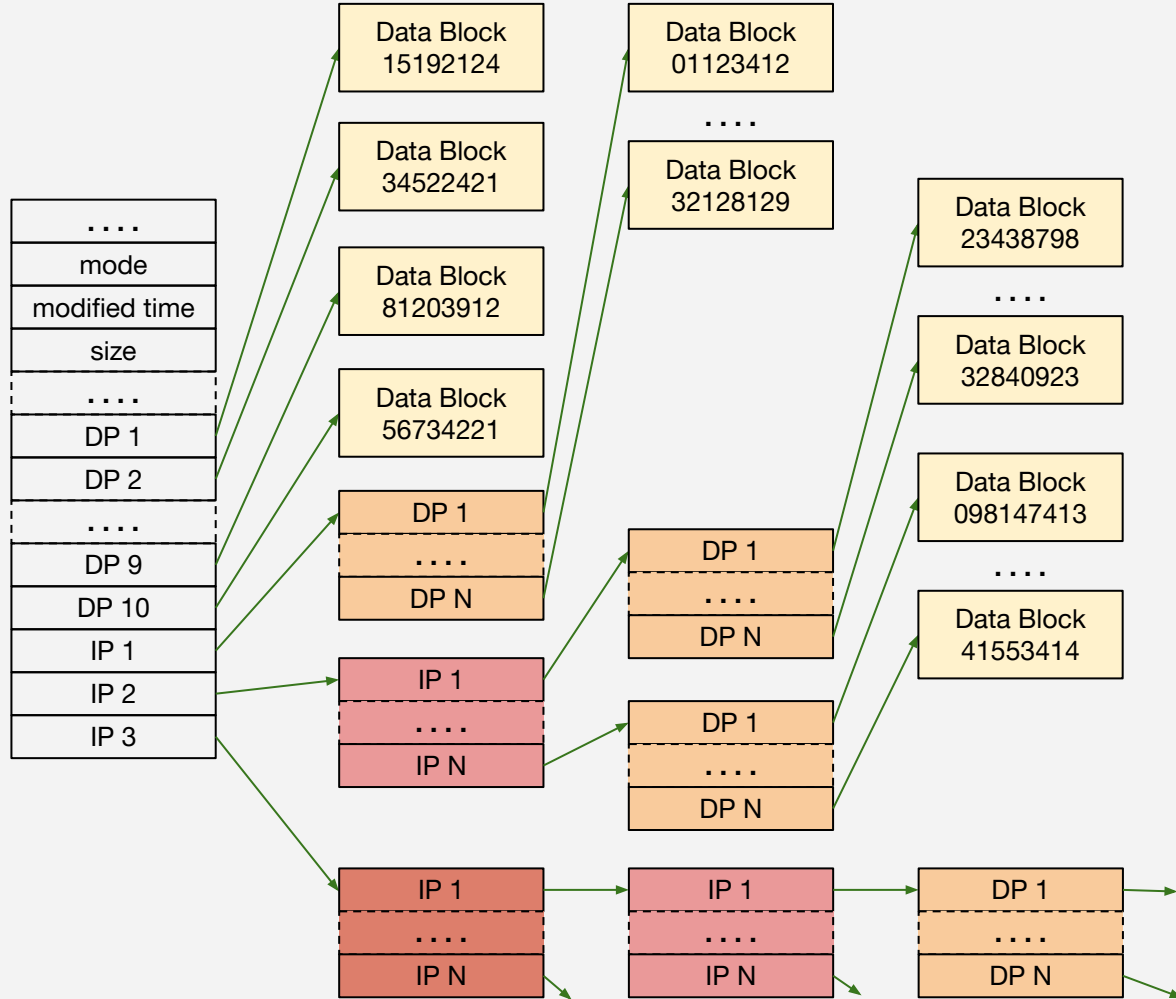 ....
mode
modified time
size
....
DP 1
DP 2
....
DP 9
DP 10
IP 1
IP 2
IP 3
Data Block
15192124
Data Block
34522421
Data Block
81203912
Data Block
56734221
DP 1
....
DP N
IP 1
....
IP N
IP 1
....
IP N
Data Block
01123412
....
Data Block
32128129
DP 1
....
DP N
DP 1
....
DP N
IP 1
....
IP N
Data Block
23438798
....
Data Block
32840923
Data Block
098147413
....
Data Block
41553414
DP 1
....
DP N